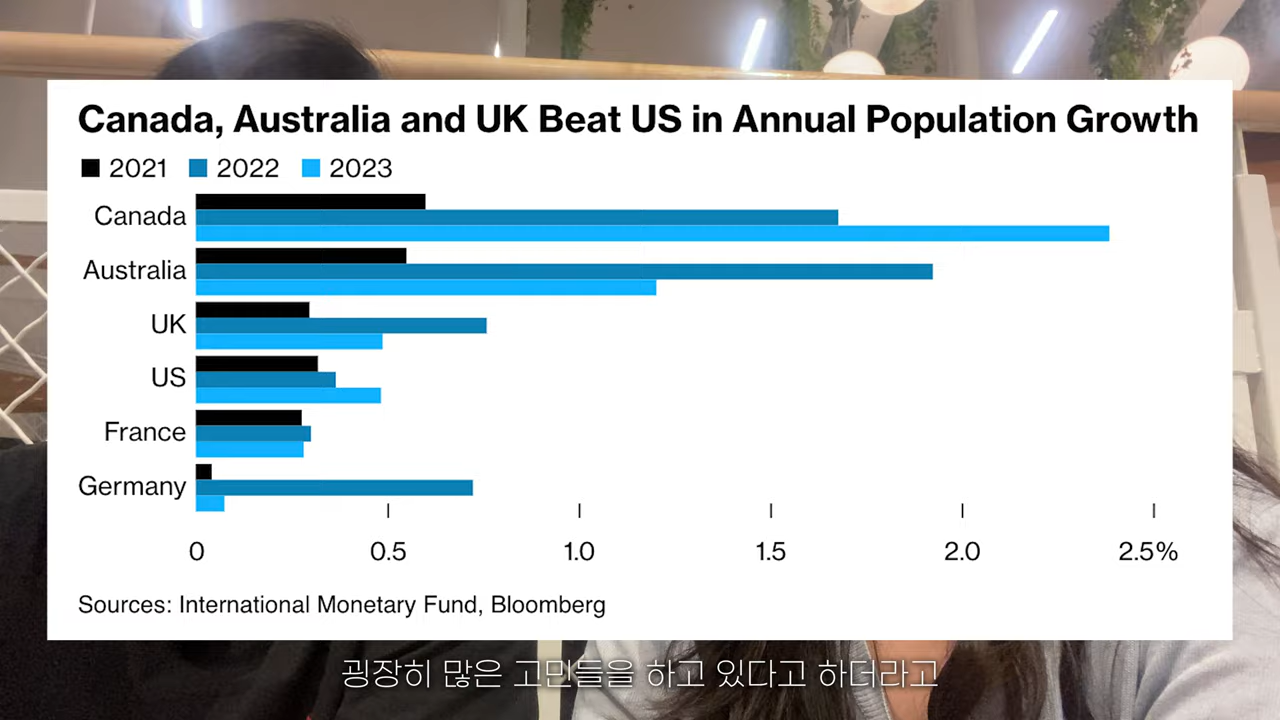 Canada, Australia and UK Beat US in Annual Population Growth
2021 2022 2023
Canada
Australia
UK
US
France
Germany
0 0.5 1.0 1.5 2.0 2.5%
Sources: International Monetary Fund, Bloomberg
굉장히 많은 고민들을 하고 있다고 하더라고